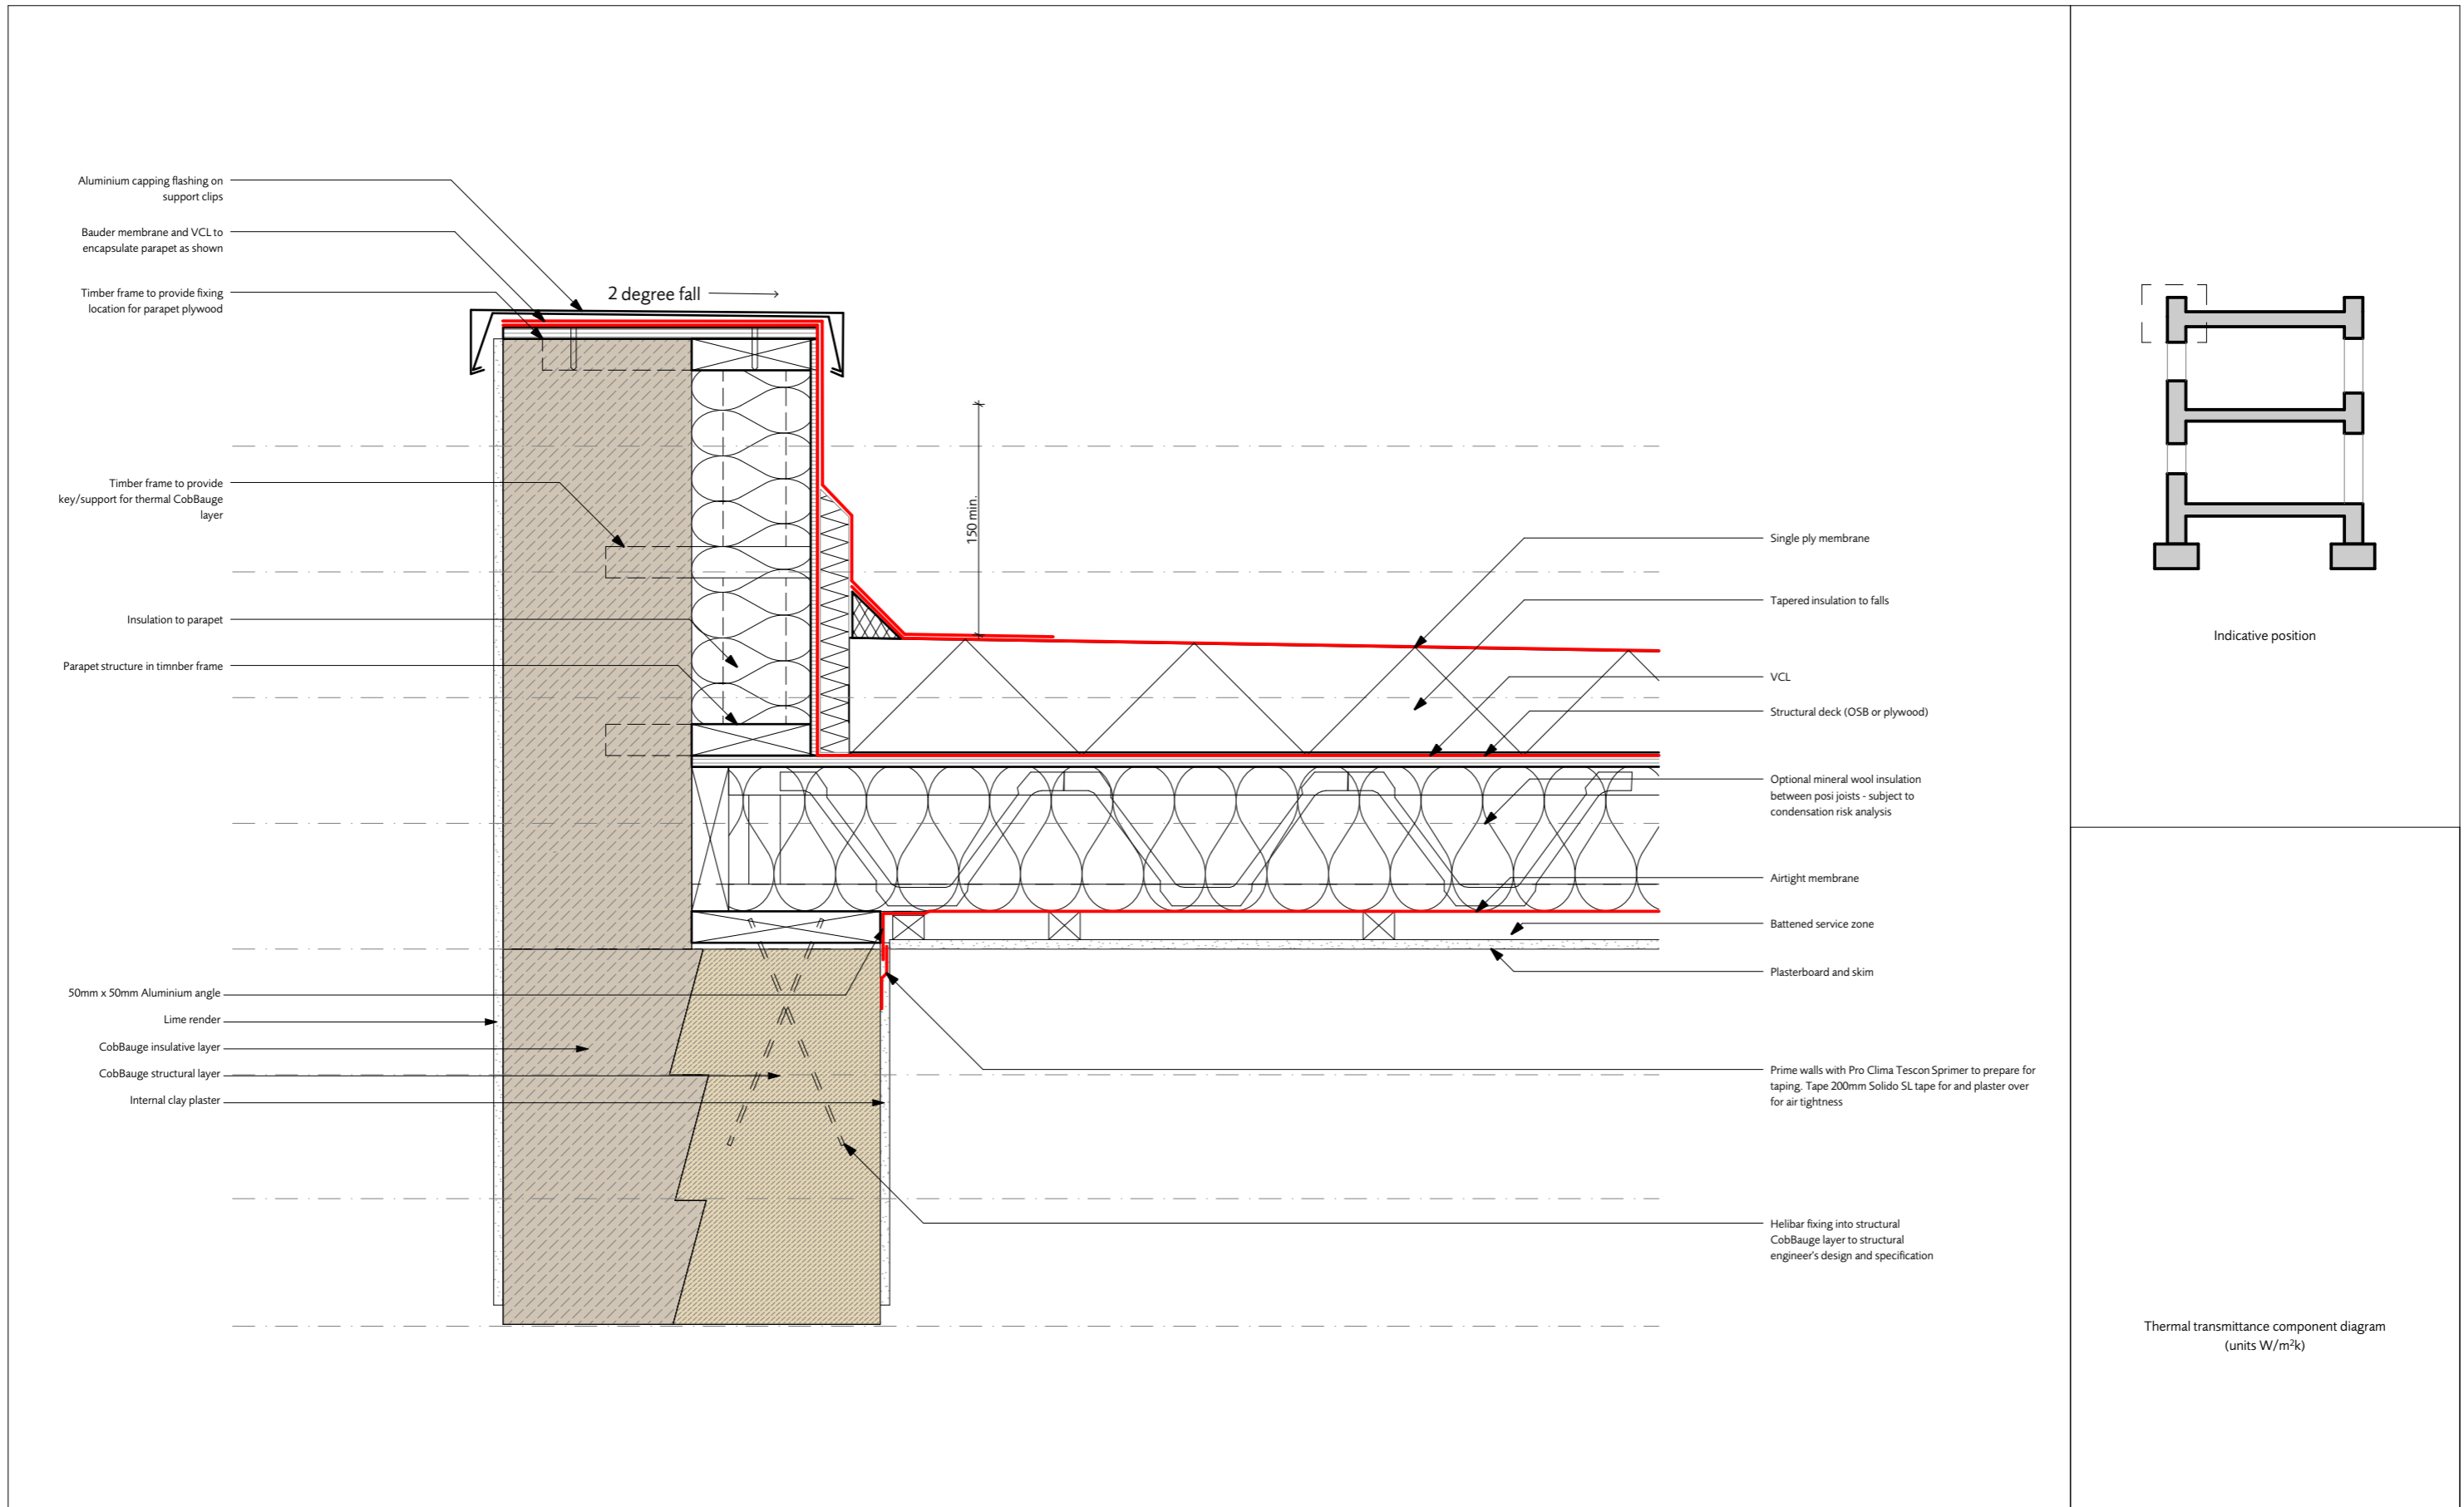 Aluminium capping flashing on
support clips
Bauder membrane and VCL to
encapsulate parapet as shown
Timber frame to provide fixing
location for parapet plywood
2 degree fall
Timber frame to provide
key/support for thermal CobBauge
layer
Insulation to parapet
Parapet structure in timnber frame
50mm x 50mm Aluminium angle
Lime render
CobBauge insulative layer
CobBauge structural layer
Internal clay plaster
150 min.
Single ply membrane
Tapered insulation to falls
VCL
Structural deck (OSB or plywood)
Optional mineral wool insulation
between posi joists - subject to
condensation risk analysis
Airtight membrane
Battened service zone
Plasterboard and skim
Prime walls with Pro Clima Tescon Sprimer to prepare for
taping. Tape 200mm Solido SL tape for and plaster over
for air tightness
Helibar fixing into structural
CobBauge layer to structural
engineer's design and specification
Indicative position
Thermal transmittance component diagram
(units W/m²k)